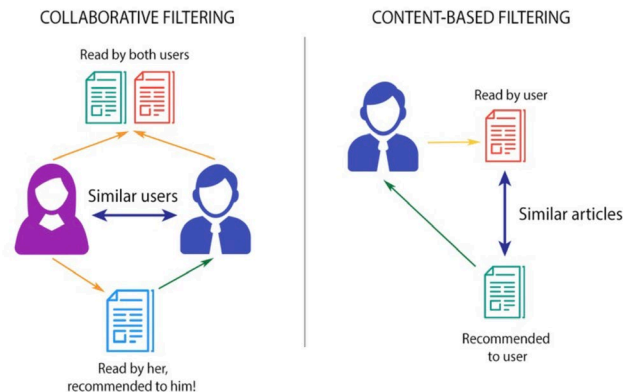 COLLABORATIVE FILTERING
Read by both users
Similar users
Read by her,
recommended to him!
CONTENT-BASED FILTERING
Read by user
Similar articles
Recommended
to user